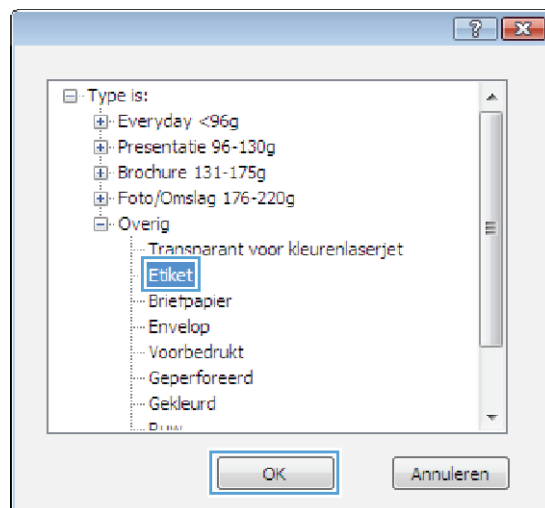 Type is:
Everyday <96g
Presentatie 96-130g
Brochure 131-175g
Foto/Omslag 176-220g
Overig
Transparant voor kleurenlaserjet
Etiket
Briefpapier
Envelop
Voorbedrukt
Geperforeerd
Gekleurd
OK
Annuleren